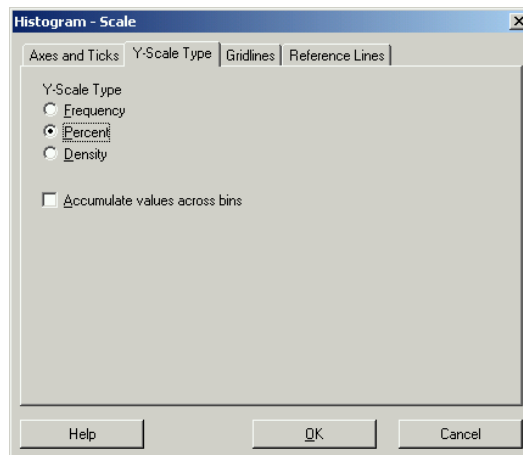 Histogram - Scale
Axes and Ticks Y-Scale Type Gridlines Reference Lines
Y-Scale Type
Frequency
Percent
Density
Accumulate values across bins
Help OK Cancel